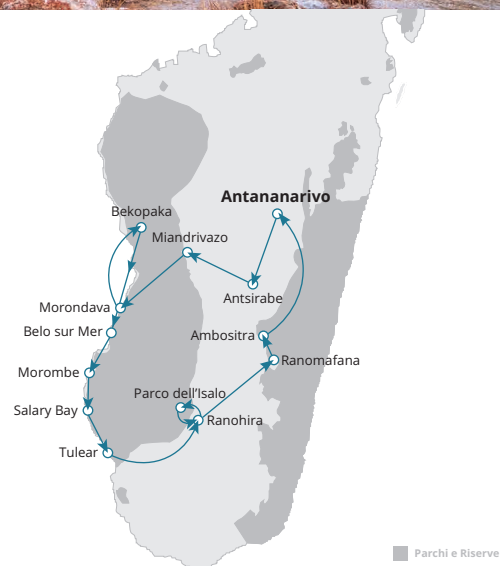 Antananarivo
Bekopaka
Miandrivazo
Antsirabe
Morondava
Belo sur Mer
Ambositra
Ranomafana
Morombe
Parco dell'Isalo
Salary Bay
Ranohira
Tulear
Parchi e Riserve